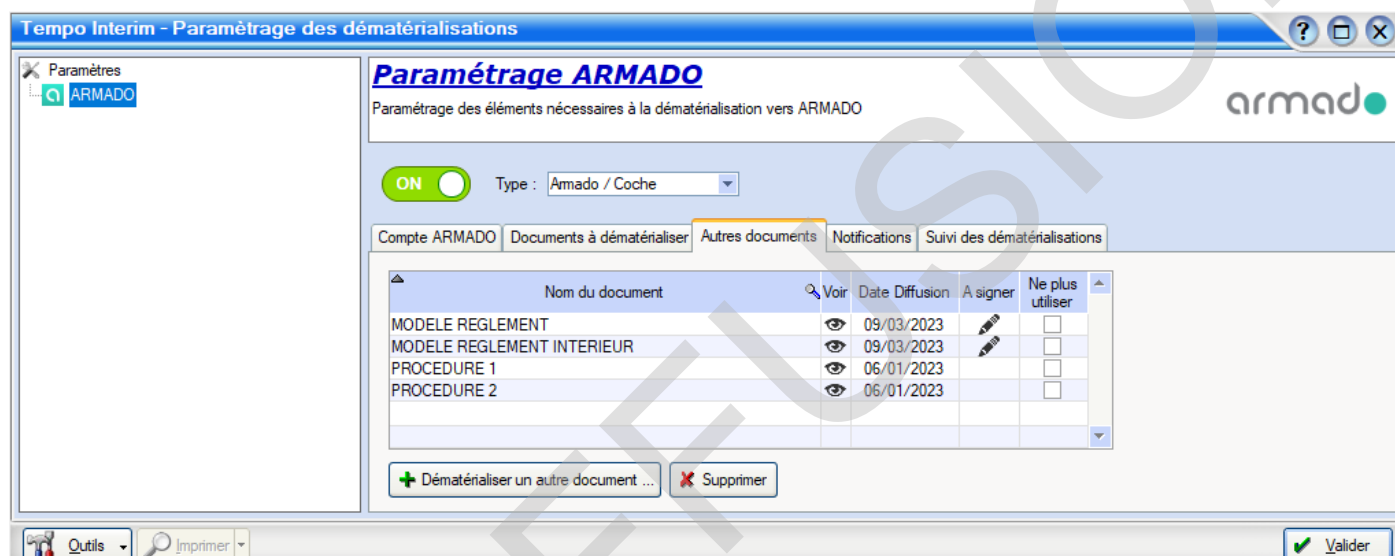 Tempo Interim - Paramètrage des dématérialisations
Paramètres
ARMADO
Paramétrage ARMADO
Paramétrage des éléments nécessaires à la dématérialisation vers ARMADO
armado
ON
Type : Armado / Coche
Compte ARMADO Documents à dématérialiser Autres documents Notifications Suivi des dématérialisations
Nom du document Voir Date Diffusion A signer Ne plus utiliser
MODELE REGLEMENT 09/03/2023
MODELE REGLEMENT INTERIEUR 09/03/2023
PROCEDURE 1 06/01/2023
PROCEDURE 2 06/01/2023
Dématérialiser un autre document ... Supprimer
Outils Imprimer Valider